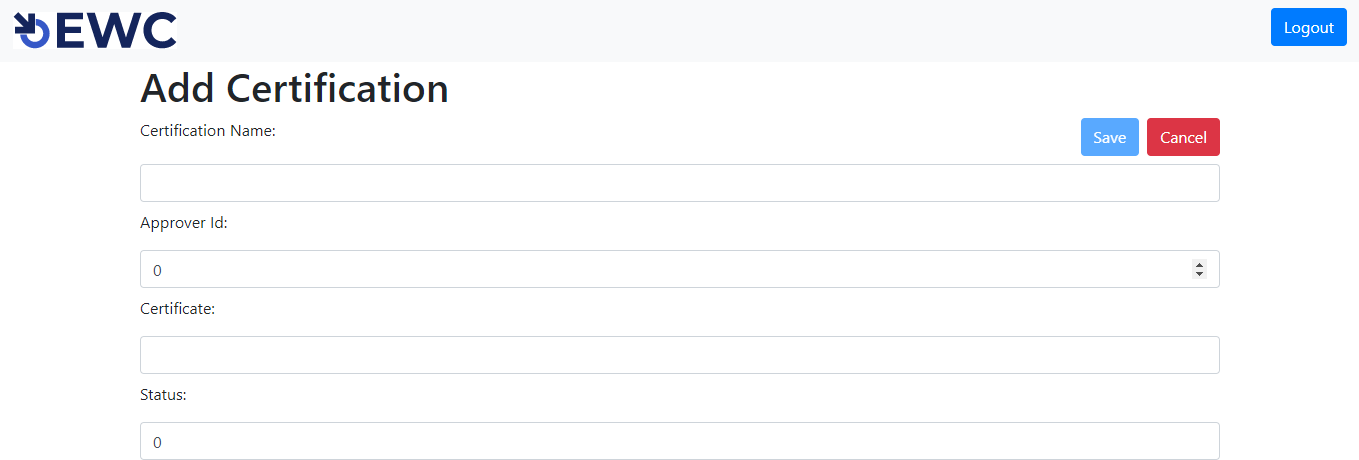 EWC
Logout
Add Certification
Certification Name:
Save Cancel
Approver Id:
0
Certificate:
Status:
0